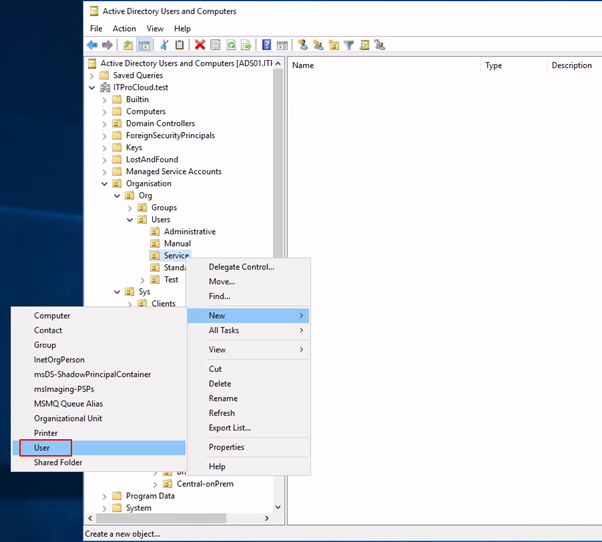 Active Directory Users and Computers
File Action View Help
Active Directory Users and Computers [ADS01.IT
Name Type Description
Saved Queries
ITProCloud.test
Builtin
Computers
Domain Controllers
ForeignSecurityPrincipals
Keys
LostAndFound
Managed Service Accounts
Organisation
Org
Groups
Users
Administrative
Manual
Service
Standa
Test
Sys
Clients
Delegate Control...
Move...
Find...
New
All Tasks
View
Cut
Delete
Rename
Refresh
Export List...
Properties
Help
Computer
Contact
Group
InetOrgPerson
msDS-ShadowPrincipalContainer
msImaging-PSPs
MSMQ Queue Alias
Organizational Unit
Printer
User
Shared Folder
Central-onPrem
Program Data
System
Create a new object...